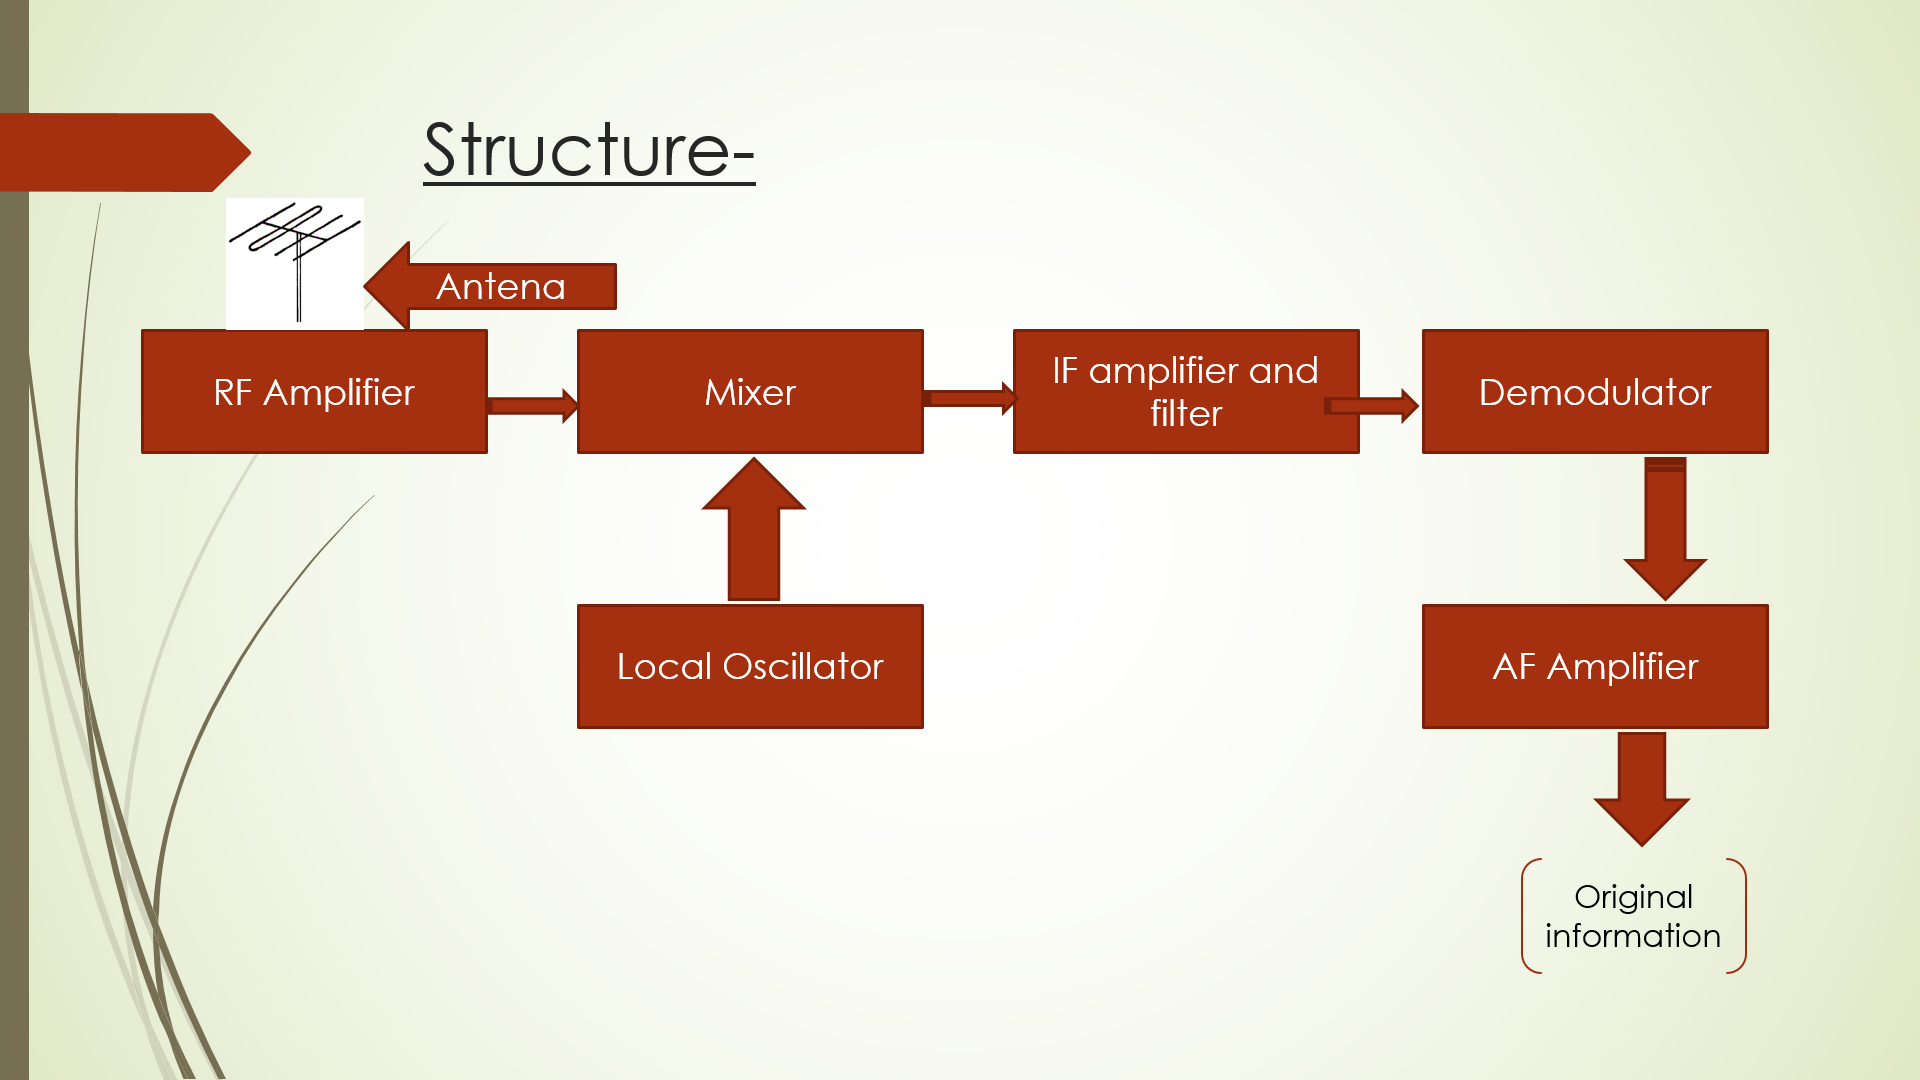 Structure-
Antena
RF Amplifier
Mixer
IF amplifier and
filter
Demodulator
Local Oscillator
AF Amplifier
Original
information